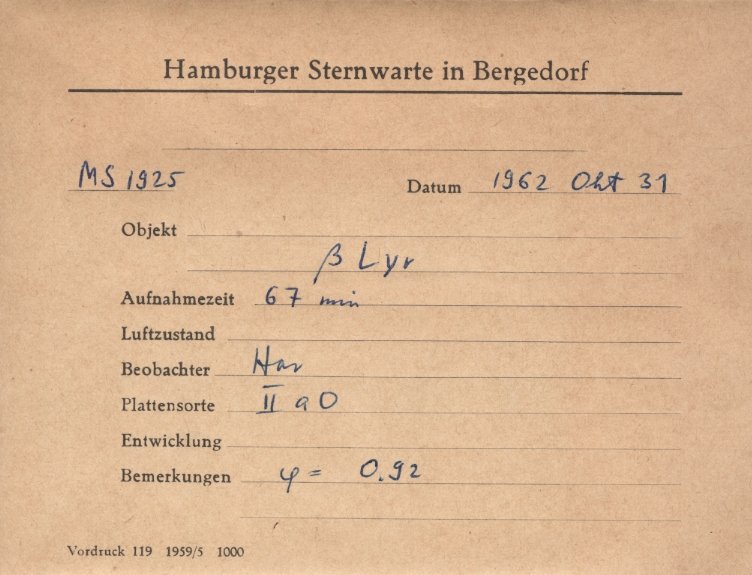 Hamburger Sternwarte in Bergedorf
MS 1925 Datum 1962 Okt 31
Objekt
β Lyr
Aufnahmezeit 67 min
Luftzustand
Beobachter Har
Plattensorte II a O
Entwicklung
Bemerkungen φ = 0.92
Vordruck 119 1959/5 1000